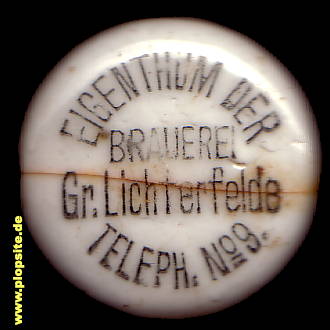 EIGENTHUM DER
BRAUEREI
Gr. Lichterfelde
TELEPH. No 9.
www.plopsite.de